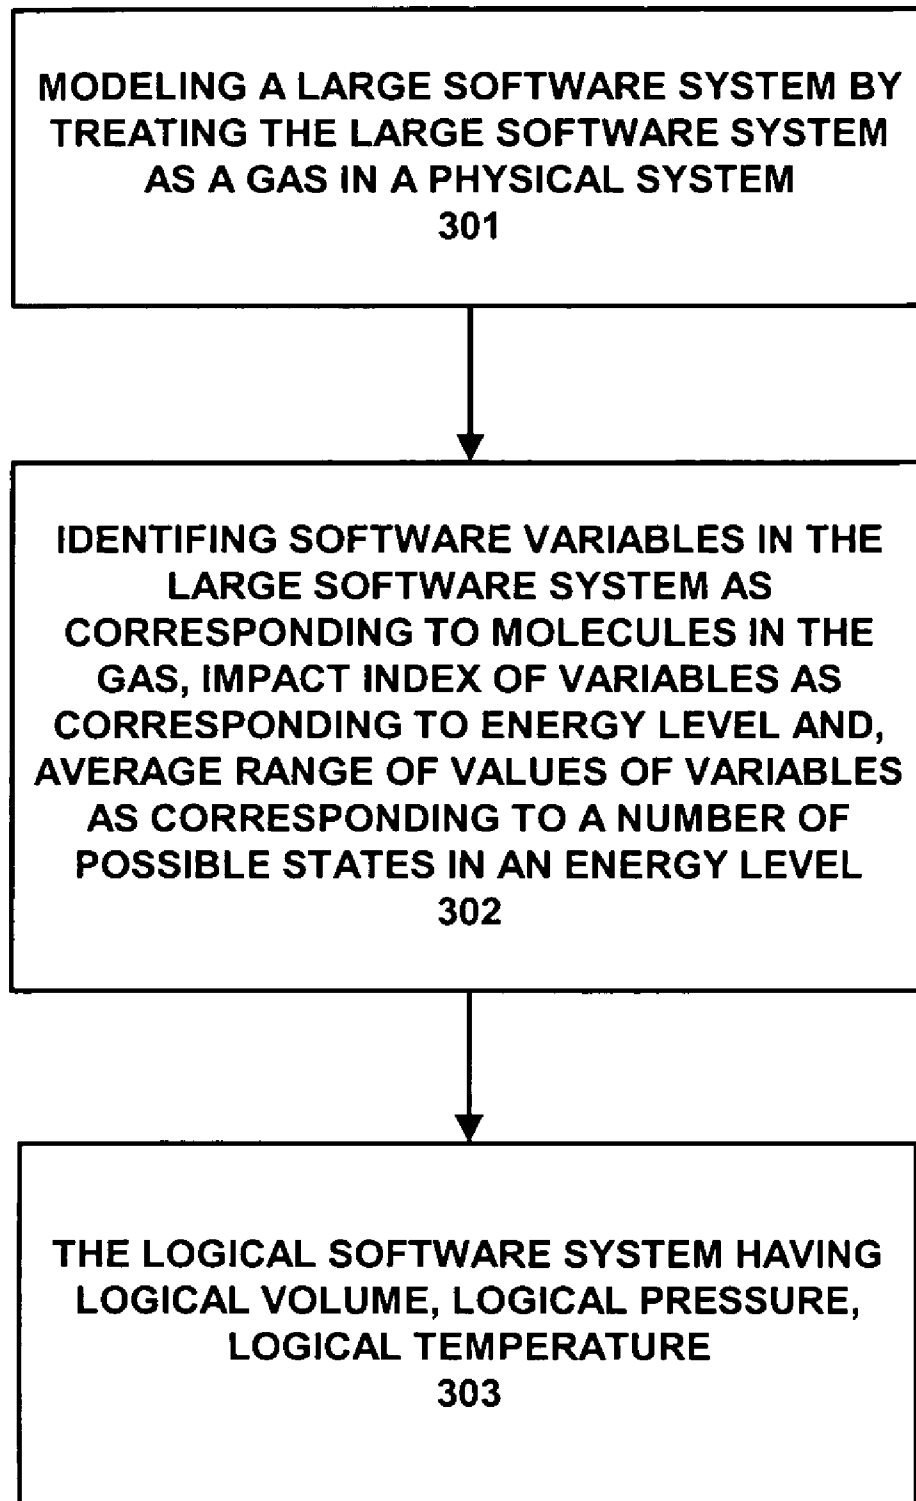 MODELING A LARGE SOFTWARE SYSTEM BY
TREATING THE LARGE SOFTWARE SYSTEM
AS A GAS IN A PHYSICAL SYSTEM
301
IDENTIFING SOFTWARE VARIABLES IN THE
LARGE SOFTWARE SYSTEM AS
CORRESPONDING TO MOLECULES IN THE
GAS, IMPACT INDEX OF VARIABLES AS
CORRESPONDING TO ENERGY LEVEL AND,
AVERAGE RANGE OF VALUES OF VARIABLES
AS CORRESPONDING TO A NUMBER OF
POSSIBLE STATES IN AN ENERGY LEVEL
302
THE LOGICAL SOFTWARE SYSTEM HAVING
LOGICAL VOLUME, LOGICAL PRESSURE,
LOGICAL TEMPERATURE
303